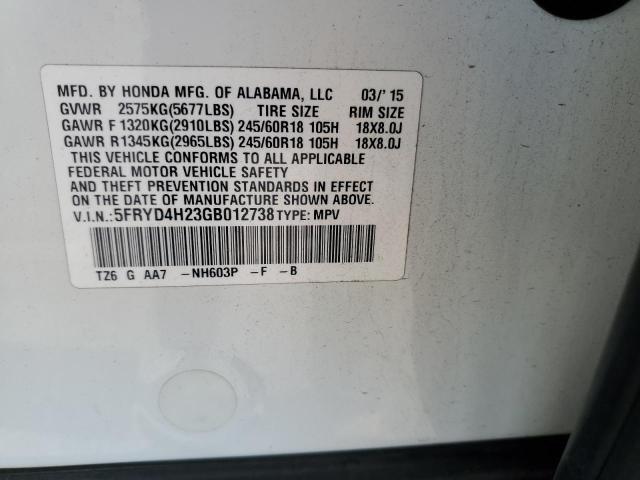 MFD. BY HONDA MFG. OF ALABAMA, LLC 03/'15
GVWR 2575KG(5677LBS) TIRE SIZE RIM SIZE
GAWR F 1320KG(2910LBS) 245/60R18 105H 18X8.0J
GAWR R1345KG(2965LBS) 245/60R18 105H 18X8.0J
THIS VEHICLE CONFORMS TO ALL APPLICABLE
FEDERAL MOTOR VEHICLE SAFETY
AND THEFT PREVENTION STANDARDS IN EFFECT
ON THE DATE OF MANUFACTURE SHOWN ABOVE.
V.I.N.:5FRYD4H23GB012738 TYPE: MPV
TZ6 G AA7 -NH603P -F -B